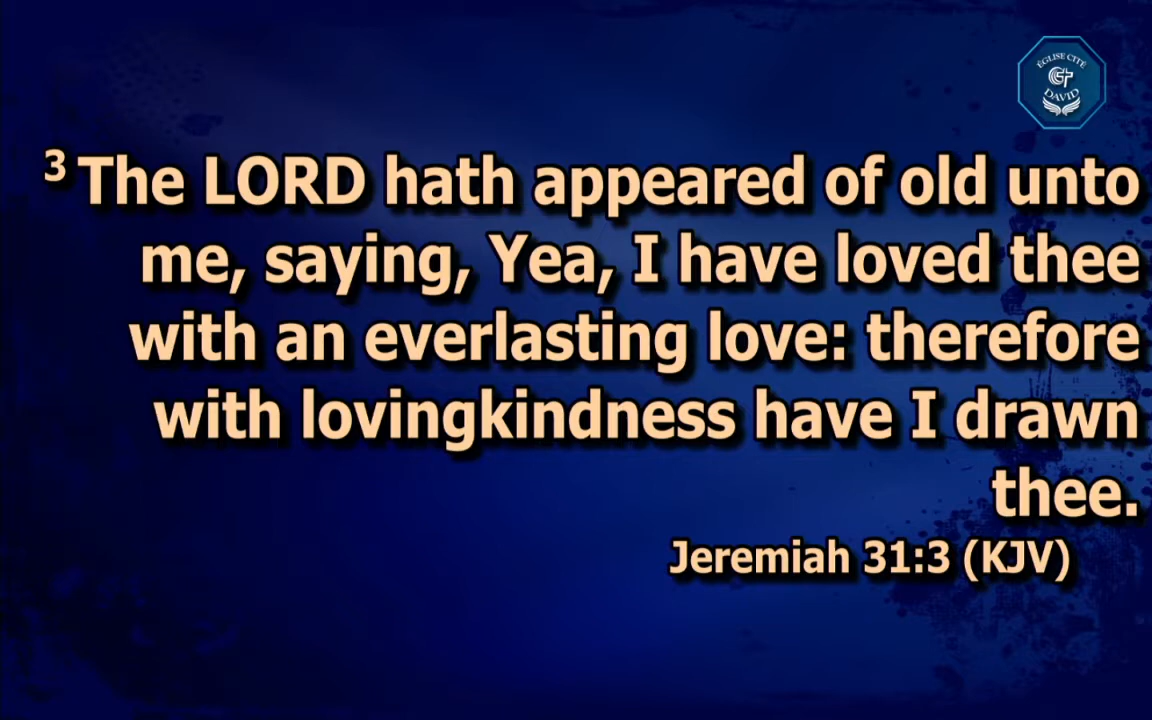 ÉGLISE CITÉ
DAVID
3 The LORD hath appeared of old unto
me, saying, Yea, I have loved thee
with an everlasting love: therefore
with lovingkindness have I drawn
thee.
Jeremiah 31:3 (KJV)